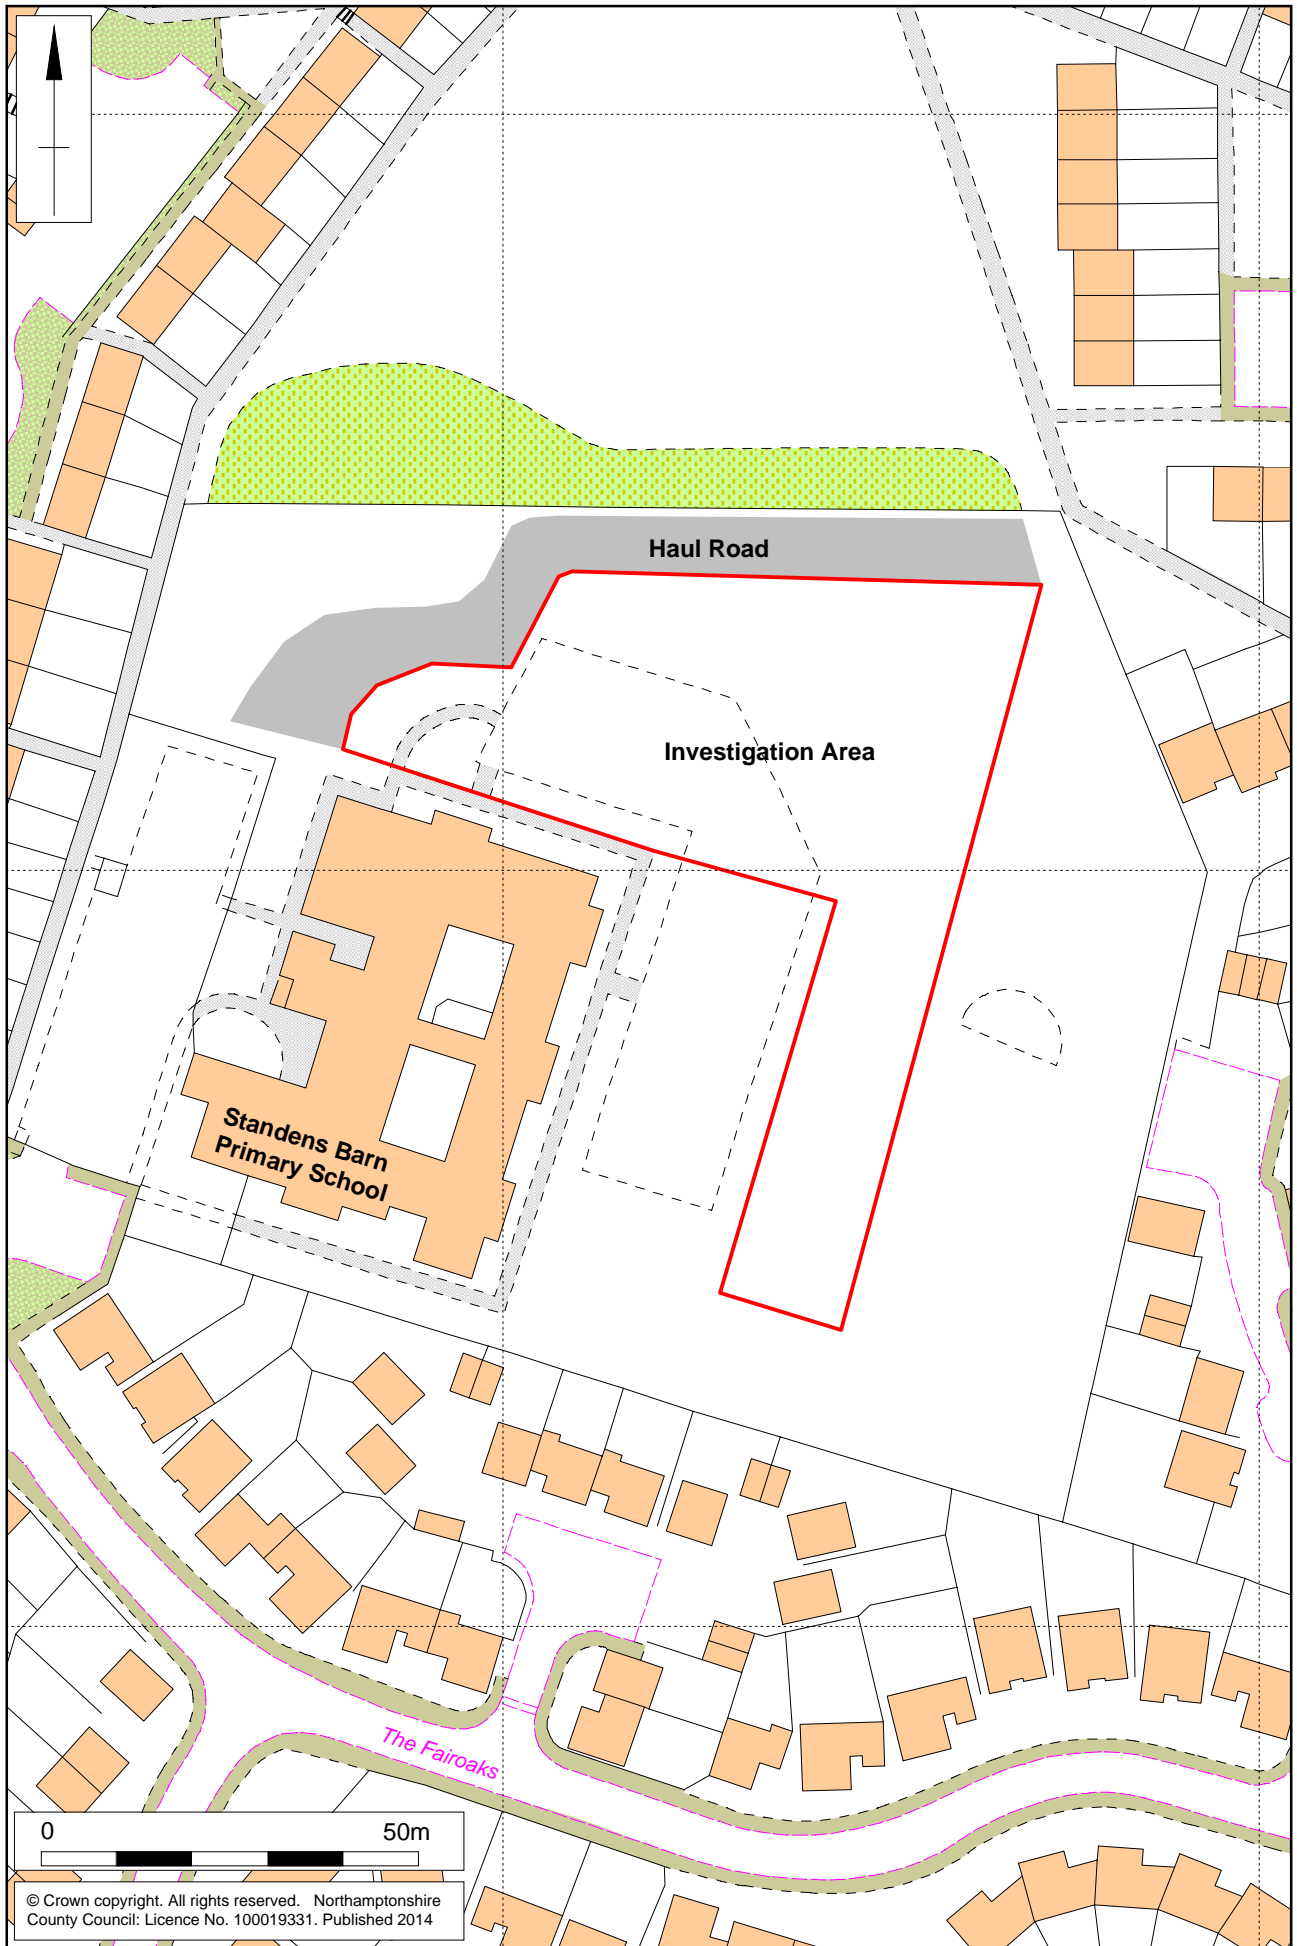 Haul Road
Investigation Area
Standens Barn
Primary School
The Fairoaks
0 50m
© Crown copyright. All rights reserved. Northamptonshire
County Council: Licence No. 100019331. Published 2014